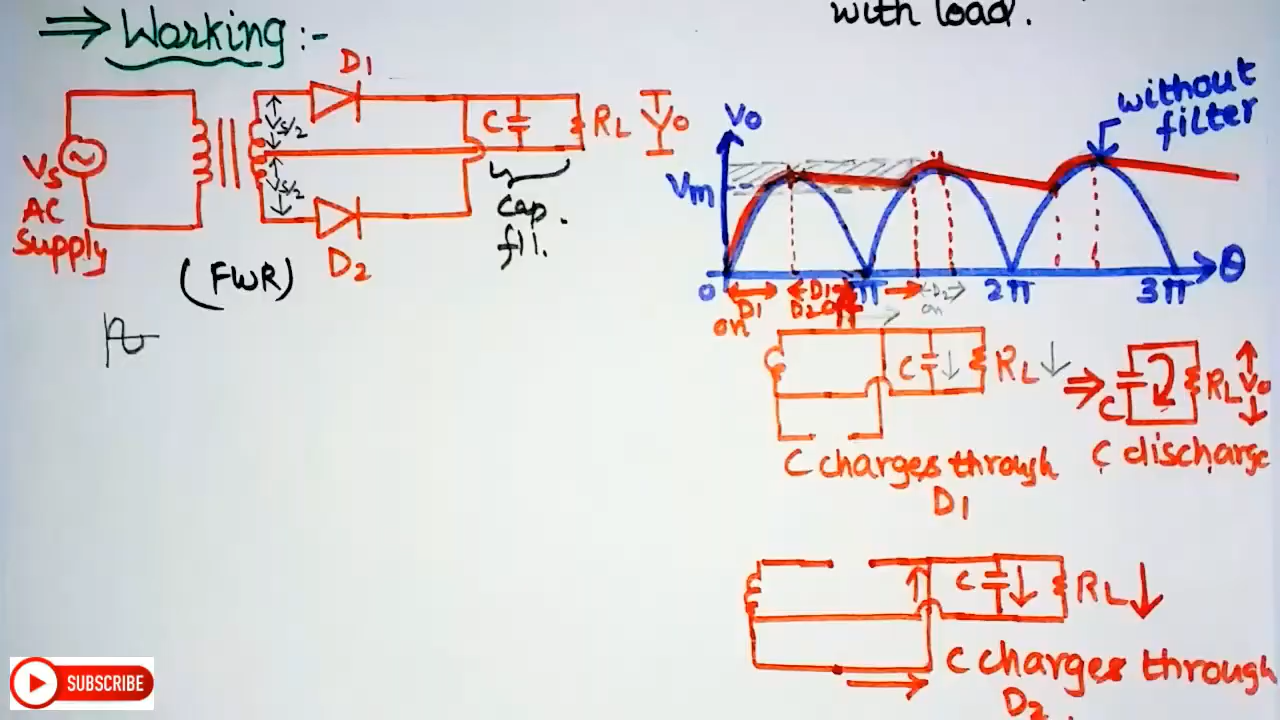 with load.
⇒ Working :-
D1
Vs/2
Vs/2
C
RL
Vo
Vs
AC
supply
cap.
fil.
D2
(FWR)
without
filter
Vo
Vm
0
π
2π
3π
θ
D1
on
D1
D2 off
D2
on
C
RL
⇒
C
RL
Vo
C charges through
D1
C discharge
C
RL
C charges through
D2.
SUBSCRIBE